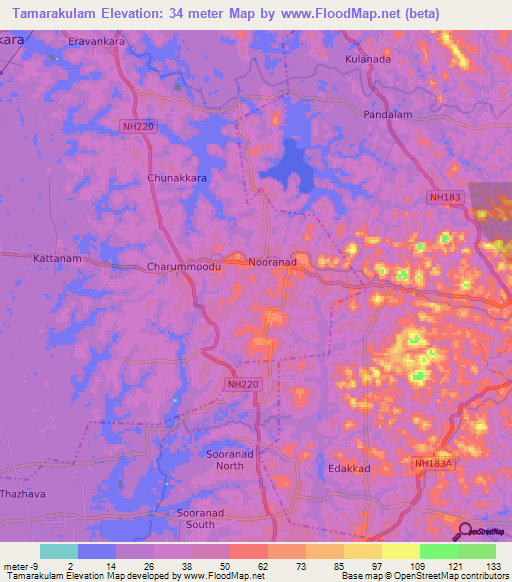 Tamarakulam Elevation: 34 meter Map by www.FloodMap.net (beta)
kara
Eravankara
Kulanada
Pandalam
NH220
Chunakkara
NH183
Kattanam
Charummoodu
Nooranad
NH220
Sooranad
North
Edakkad
NH183A
Thazhava
Sooranad
South
OpenStreetMap
meter -9 2 14 26 38 50 62 73 85 97 109 121 133
Tamarakulam Elevation Map developed by www.FloodMap.net
Base map © OpenStreetMap contributors